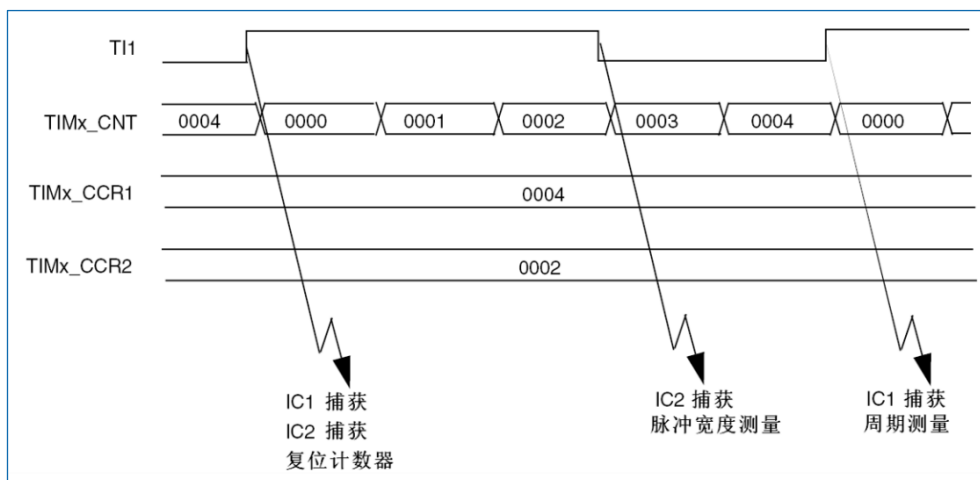 TI1
TIMx_CNT
0004
0000
0001
0002
0003
0004
0000
TIMx_CCR1
0004
TIMx_CCR2
0002
IC1 捕获
IC2 捕获
复位计数器
IC2 捕获
脉冲宽度测量
IC1 捕获
周期测量